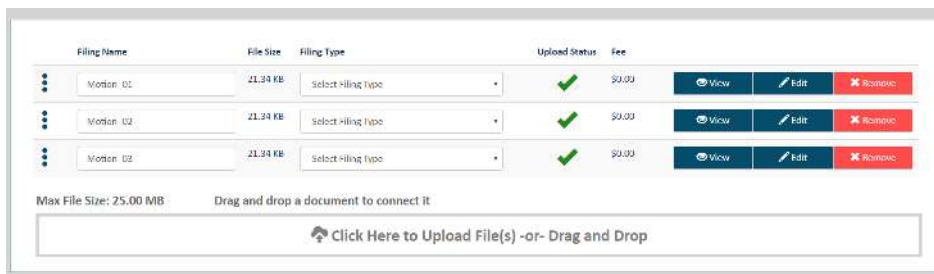 Filing Name File Size Filing Type Upload Status Fee
Motion 01 21.34 KB Select Filing Type $0.00 View Edit Remove
Motion 02 21.34 KB Select Filing Type $0.00 View Edit Remove
Motion 03 21.34 KB Select Filing Type $0.00 View Edit Remove
Max File Size: 25.00 MB Drag and drop a document to connect it
Click Here to Upload File(s) -or- Drag and Drop